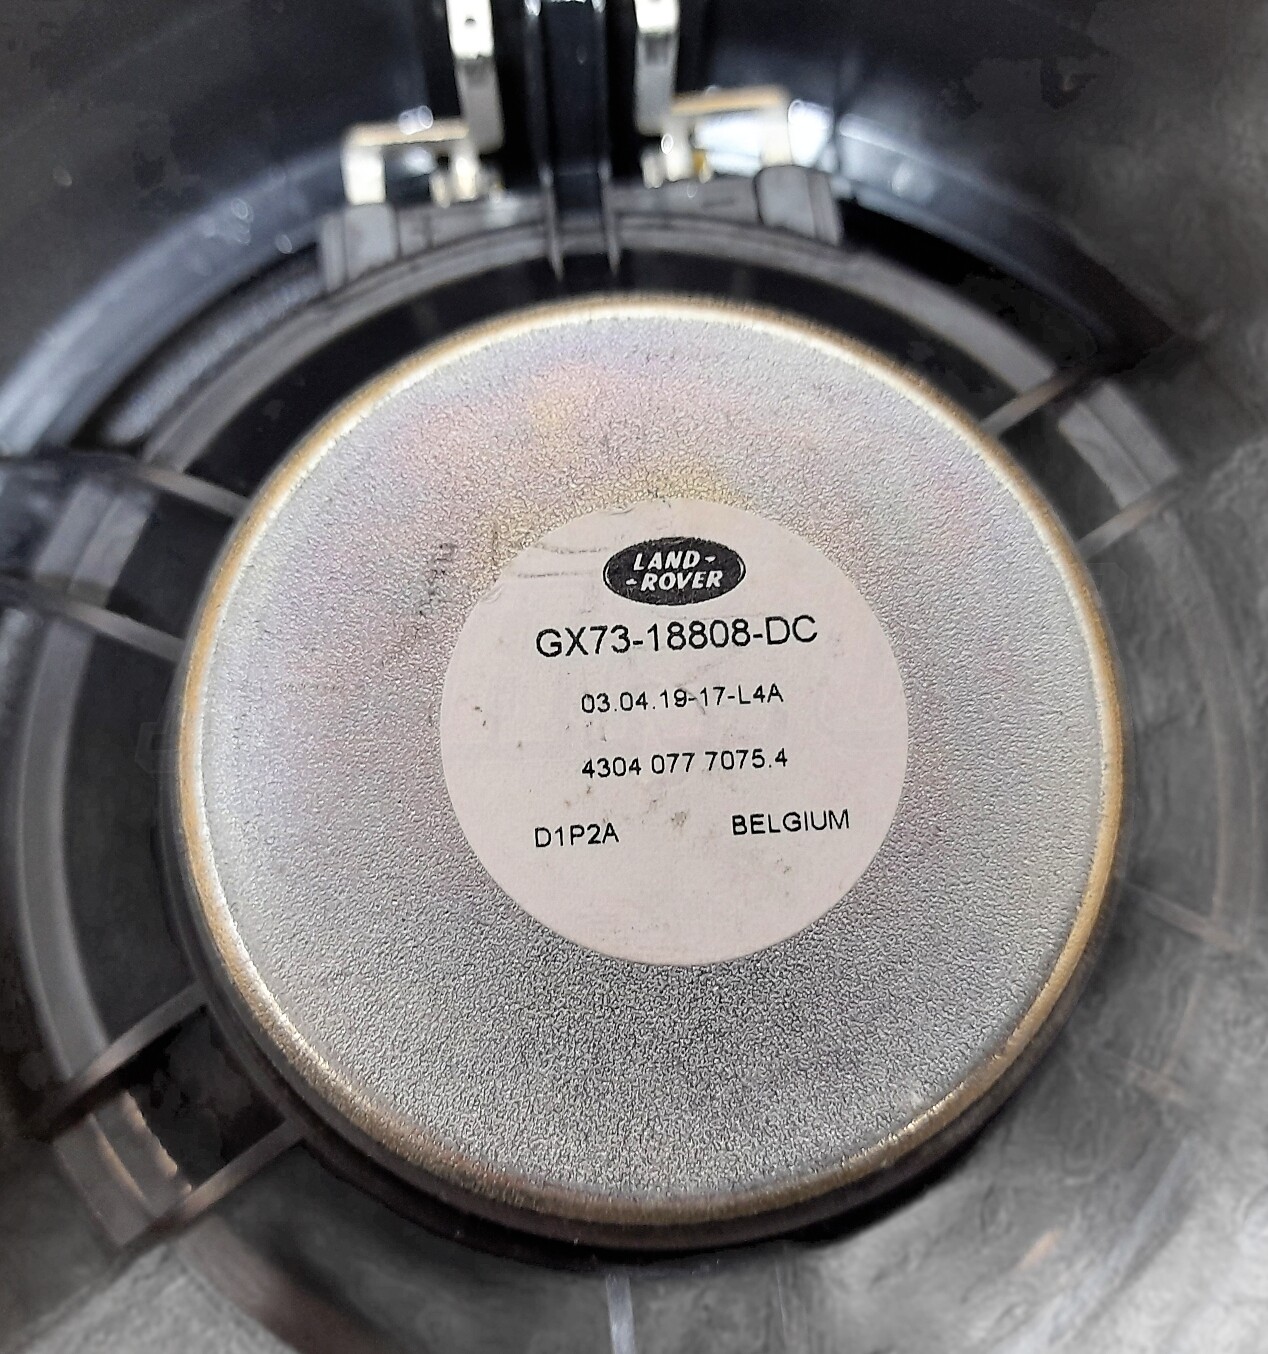 LAND-
-ROVER
GX73-18808-DC
03.04.19-17-L4A
4304 077 7075.4
D1P2A BELGIUM